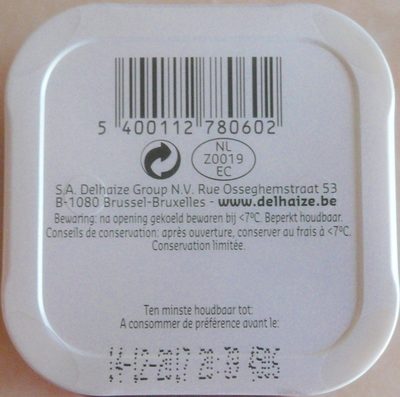 5 400112 780602
NL
Z0019
EC
S.A. Delhaize Group N.V. Rue Osseghemstraat 53
B-1080 Brussel-Bruxelles - www.delhaize.be
Bewaring: na opening gekoeld bewaren bij <7°C. Beperkt houdbaar.
Conseils de conservation: après ouverture, conserver au frais à <7°C.
Conservation limitée.
Ten minste houdbaar tot:
A consommer de préférence avant le:
14-12-2017 20:39